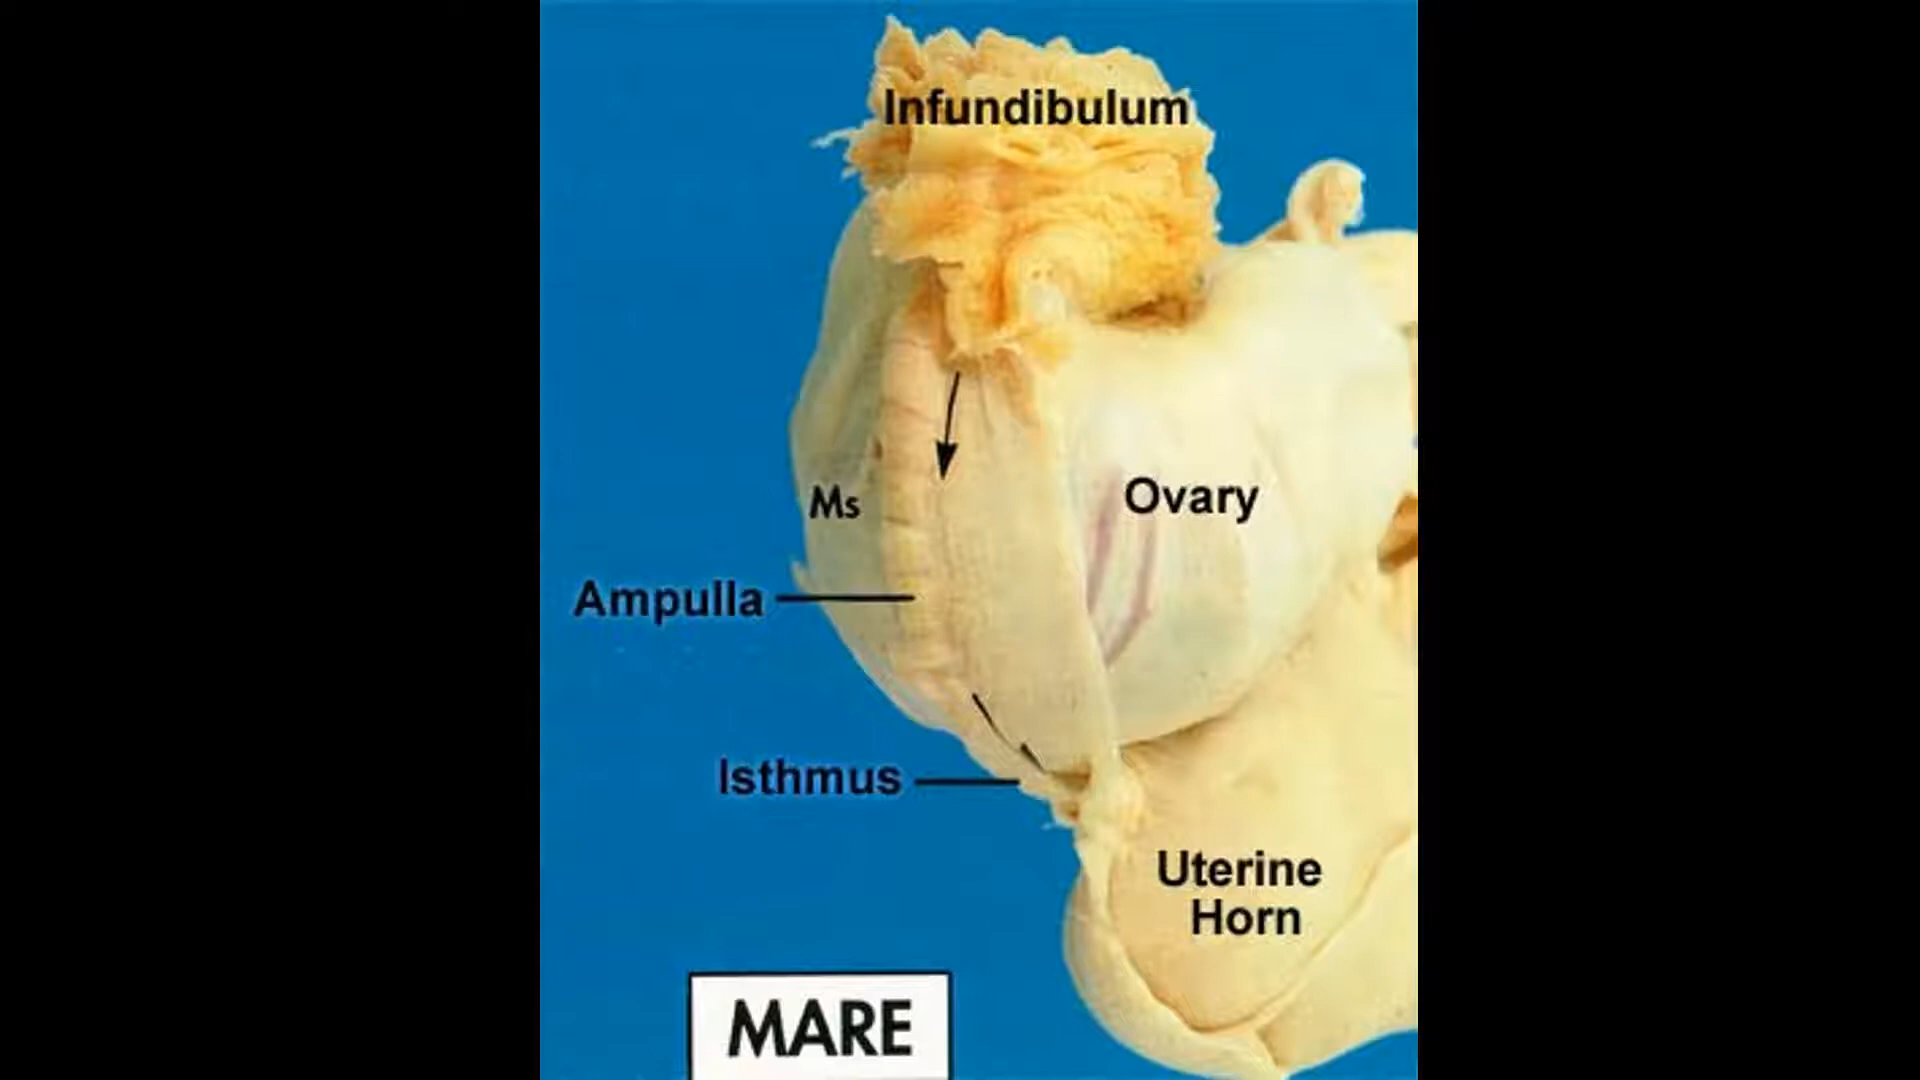 Infundibulum
Ms
Ovary
Ampulla
Isthmus
Uterine
Horn
MARE